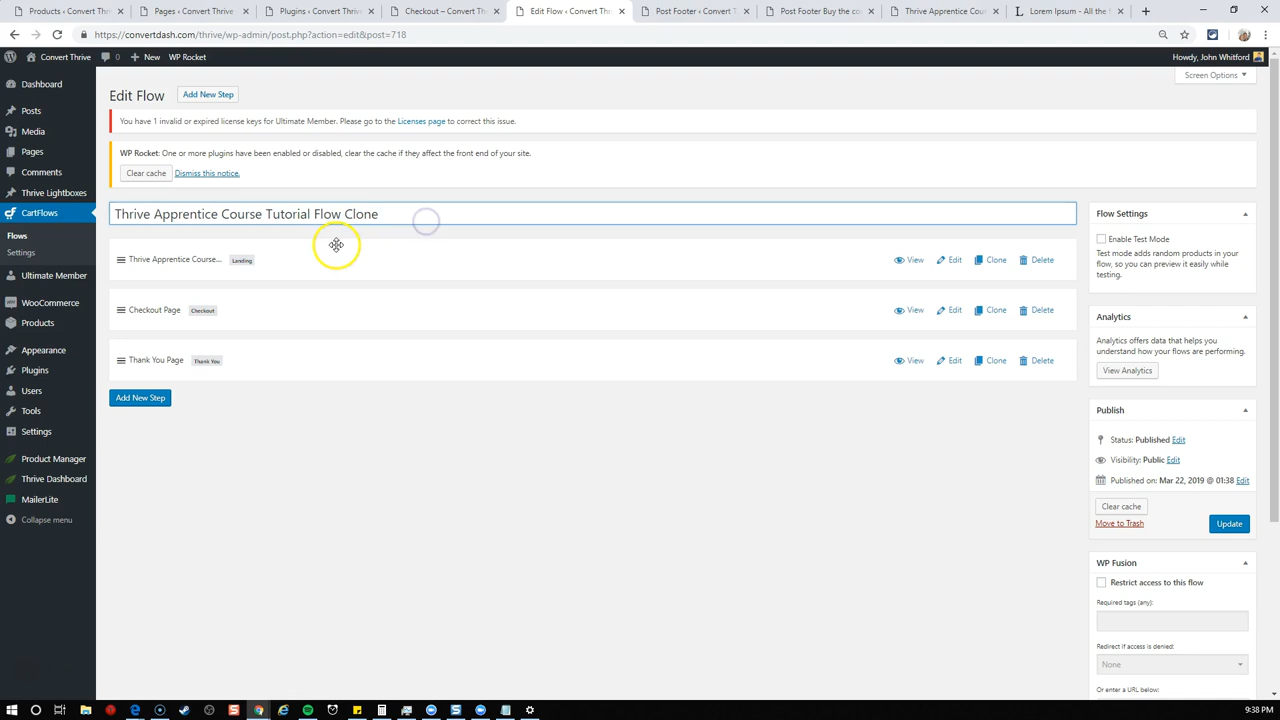 Products ‹ Convert Thri
Pages ‹ Convert Thrive
Plugins ‹ Convert Thriv
Checkout – Convert Thr
Edit Flow ‹ Convert Thr
Post Footer ‹ Convert T
Post Footer Buy the co
Thrive Apprentice Cou
Lorem Ipsum - All the f
https://convertdash.com/thrive/wp-admin/post.php?action=edit&post=718
Convert Thrive
0
New
WP Rocket
Howdy, John Whitford
Screen Options
Dashboard
Posts
Media
Pages
Comments
Thrive Lightboxes
CartFlows
Flows
Settings
Ultimate Member
WooCommerce
Products
Appearance
Plugins
Users
Tools
Settings
Product Manager
Thrive Dashboard
MailerLite
Collapse menu
Edit Flow
Add New Step
You have 1 invalid or expired license keys for Ultimate Member. Please go to the Licenses page to correct this issue.
WP Rocket: One or more plugins have been enabled or disabled, clear the cache if they affect the front end of your site.
Clear cache
Dismiss this notice.
Thrive Apprentice Course Tutorial Flow Clone
Thrive Apprentice Course... Landing View Edit Clone Delete
Checkout Page Checkout View Edit Clone Delete
Thank You Page Thank You View Edit Clone Delete
Add New Step
Flow Settings
Enable Test Mode
Test mode adds random products in your
flow, so you can preview it easily while
testing.
Analytics
Analytics offers data that helps you
understand how your flows are performing.
View Analytics
Publish
Status: Published Edit
Visibility: Public Edit
Published on: Mar 22, 2019 @ 01:38 Edit
Clear cache
Move to Trash
Update
WP Fusion
Restrict access to this flow
Required tags (any):
Redirect if access is denied:
None
Or enter a URL below:
9:38 PM